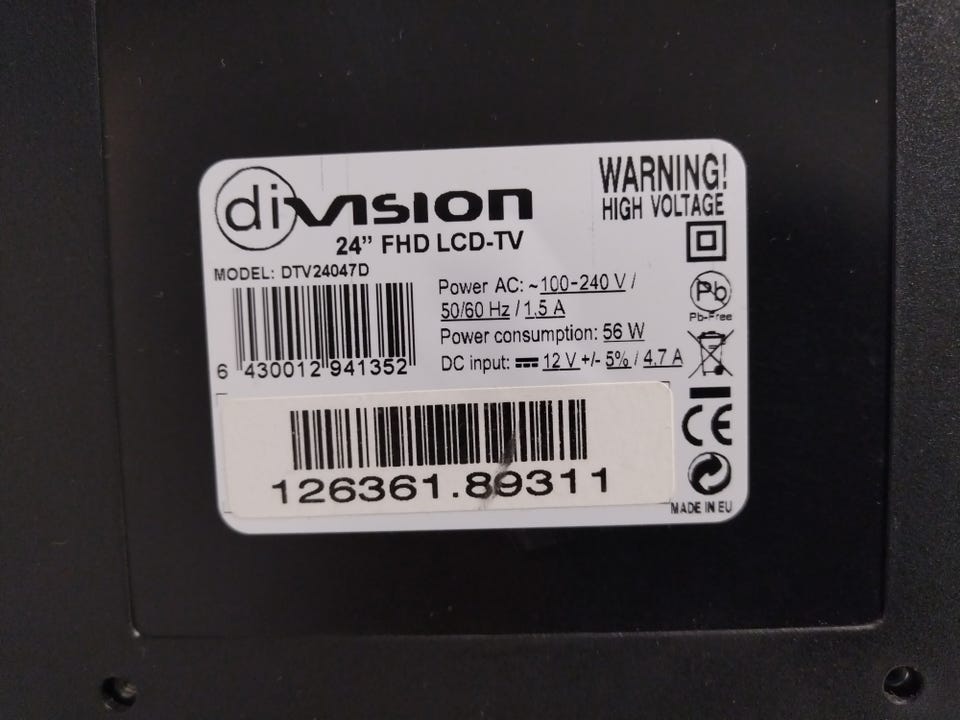 division
24” FHD LCD-TV
MODEL: DTV24047D
6 430012 941352
Power AC: ~100-240 V /
50/60 Hz / 1.5 A
Power consumption: 56 W
DC input: ⎓ 12 V +/- 5% / 4.7 A
WARNING!
HIGH VOLTAGE
Pb
Pb-Free
CE
MADE IN EU
126361.89311